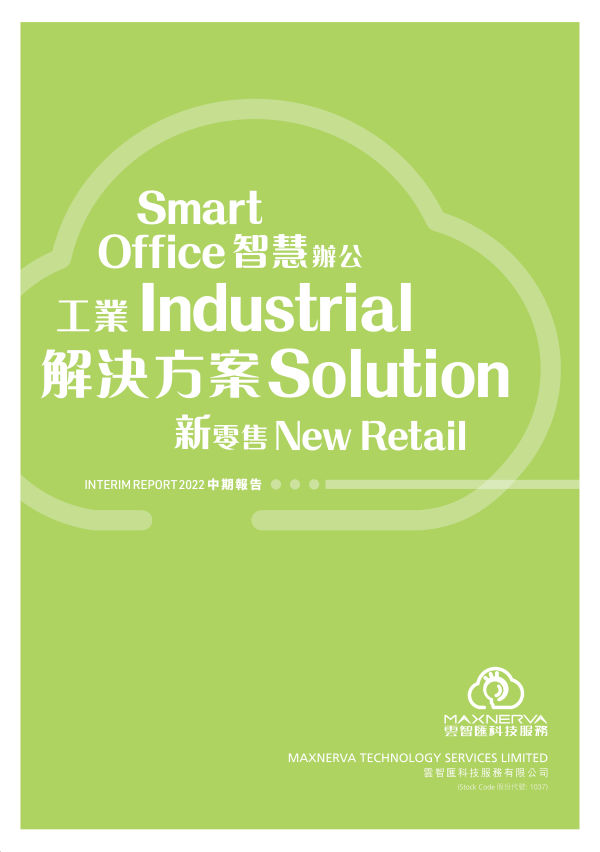 Smart
Office 智慧辦公
工業 Industrial
解決方案 Solution
新零售 New Retail
INTERIM REPORT 2022 中期報告
MAXNERVA
雲智匯科技服務
MAXNERVA TECHNOLOGY SERVICES LIMITED
雲智匯科技服務有限公司
(Stock Code 股份代號: 1037)